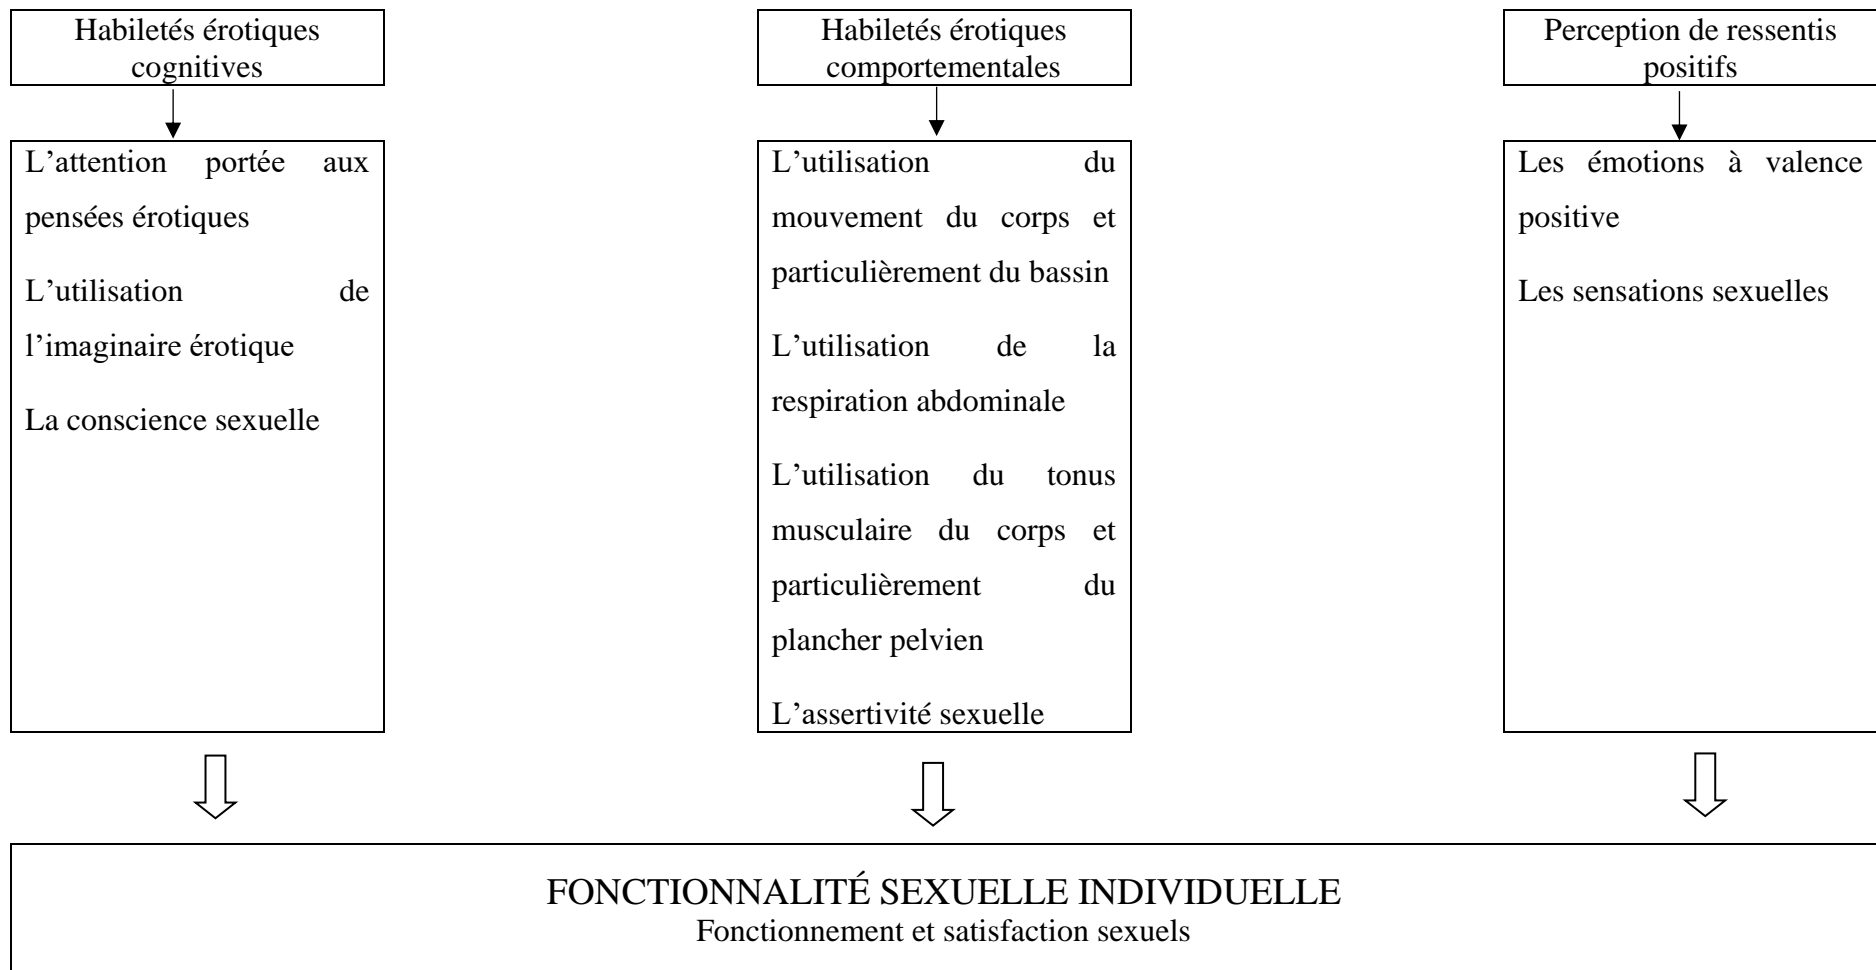 Habiletés érotiques
cognitives
L’attention portée aux
pensées érotiques
L’utilisation de
l’imaginaire érotique
La conscience sexuelle
Habiletés érotiques
comportementales
L’utilisation du
mouvement du corps et
particulièrement du bassin
L’utilisation de la
respiration abdominale
L’utilisation du tonus
musculaire du corps et
particulièrement du
plancher pelvien
L’assertivité sexuelle
Perception de ressentis
positifs
Les émotions à valence
positive
Les sensations sexuelles
FONCTIONNALITÉ SEXUELLE INDIVIDUELLE
Fonctionnement et satisfaction sexuels